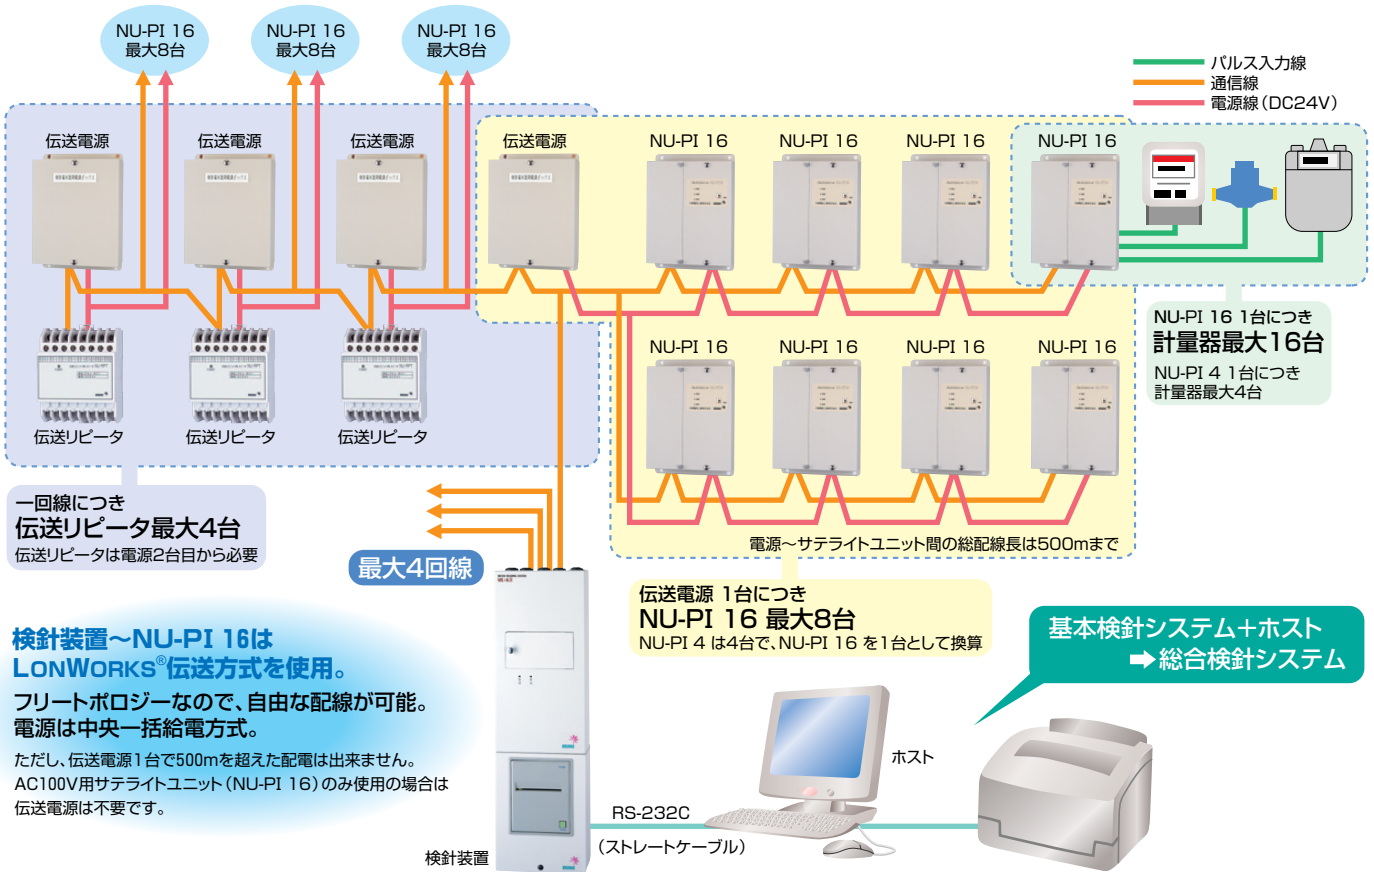 NU-PI 16
最大8台
NU-PI 16
最大8台
NU-PI 16
最大8台
パルス入力線
通信線
電源線（DC24V）
伝送電源
伝送電源
伝送電源
伝送電源
NU-PI 16
NU-PI 16
NU-PI 16
NU-PI 16
NU-PI 16 1台につき
計量器最大16台
NU-PI 4 1台につき
計量器最大4台
NU-PI 16
NU-PI 16
NU-PI 16
NU-PI 16
伝送リピータ
伝送リピータ
伝送リピータ
一回線につき
伝送リピータ最大4台
伝送リピータは電源2台目から必要
電源～サテライトユニット間の総配線長は500mまで
最大4回線
伝送電源 1台につき
NU-PI 16 最大8台
NU-PI 4 は4台で、NU-PI 16 を1台として換算
検針装置～NU-PI 16は
LONWORKS®伝送方式を使用。
フリートポロジーなので、自由な配線が可能。
電源は中央一括給電方式。
ただし、伝送電源1台で500mを超えた配電は出来ません。
AC100V用サテライトユニット（NU-PI 16）のみ使用の場合は
伝送電源は不要です。
基本検針システム＋ホスト
➡総合検針システム
ホスト
RS-232C
（ストレートケーブル）
検針装置